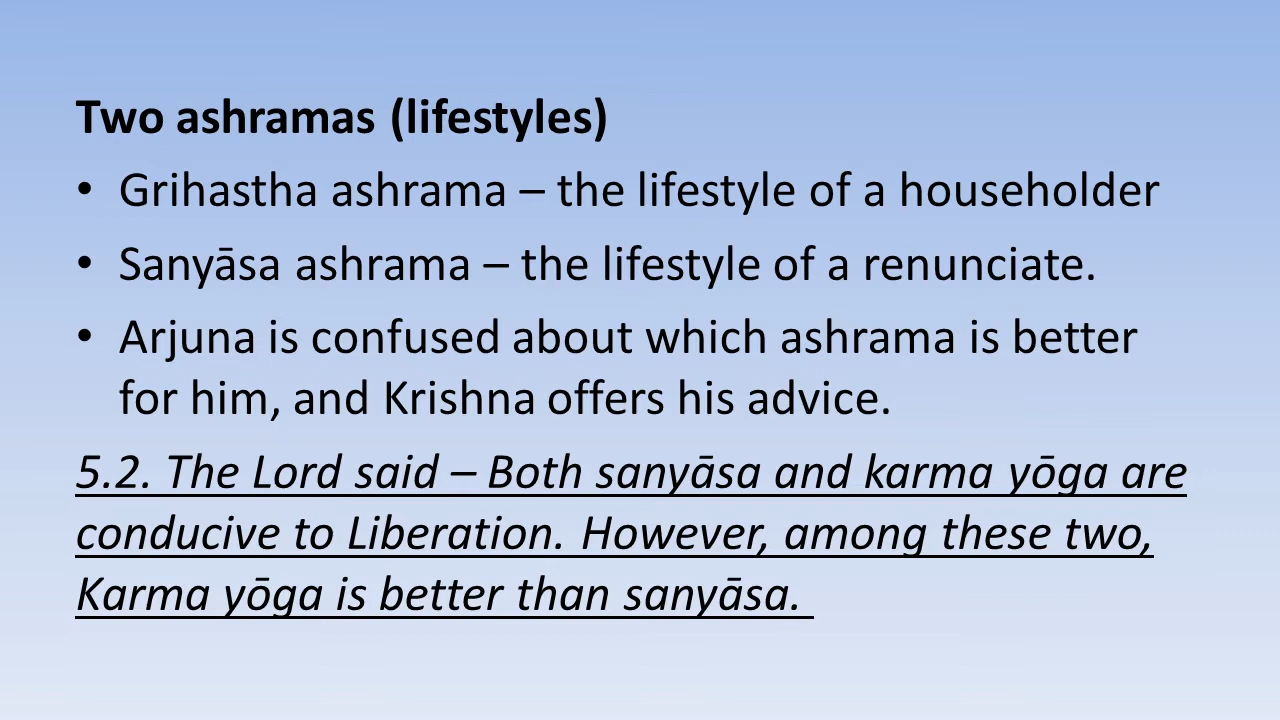 Two ashramas (lifestyles)
• Grihastha ashrama – the lifestyle of a householder
• Sanyāsa ashrama – the lifestyle of a renunciate.
• Arjuna is confused about which ashrama is better
for him, and Krishna offers his advice.
5.2. The Lord said – Both sanyāsa and karma yōga are
conducive to Liberation. However, among these two,
Karma yōga is better than sanyāsa.